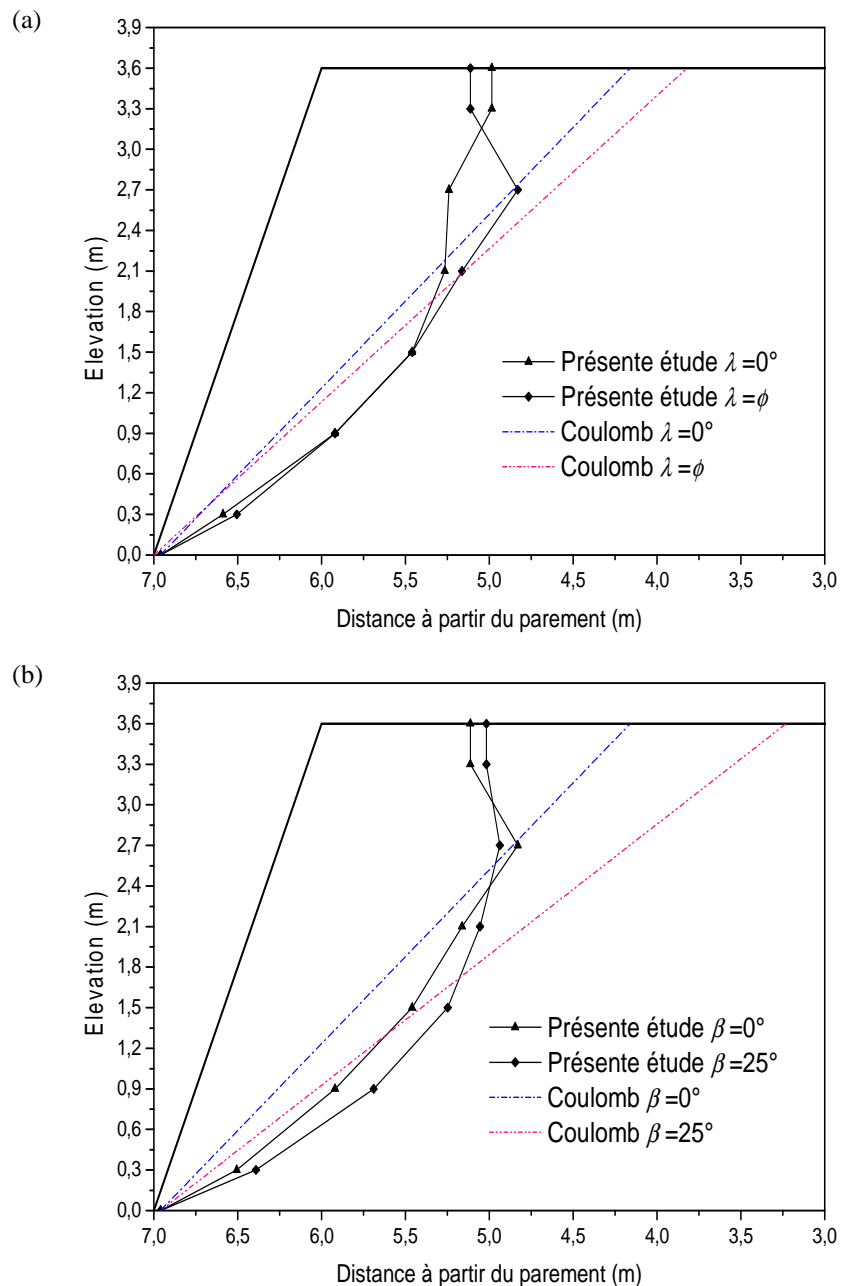 (a)
3,9
3,6
3,3
3,0
2,7
2,4
2,1
1,8
1,5
1,2
0,9
0,6
0,3
0,0
Elevation (m)
Présente étude λ=0°
Présente étude λ=ϕ
Coulomb λ=0°
Coulomb λ=ϕ
7,0 6,5 6,0 5,5 5,0 4,5 4,0 3,5 3,0
Distance à partir du parement (m)
(b)
3,9
3,6
3,3
3,0
2,7
2,4
2,1
1,8
1,5
1,2
0,9
0,6
0,3
0,0
Elevation (m)
Présente étude β=0°
Présente étude β=25°
Coulomb β=0°
Coulomb β=25°
7,0 6,5 6,0 5,5 5,0 4,5 4,0 3,5 3,0
Distance à partir du parement (m)